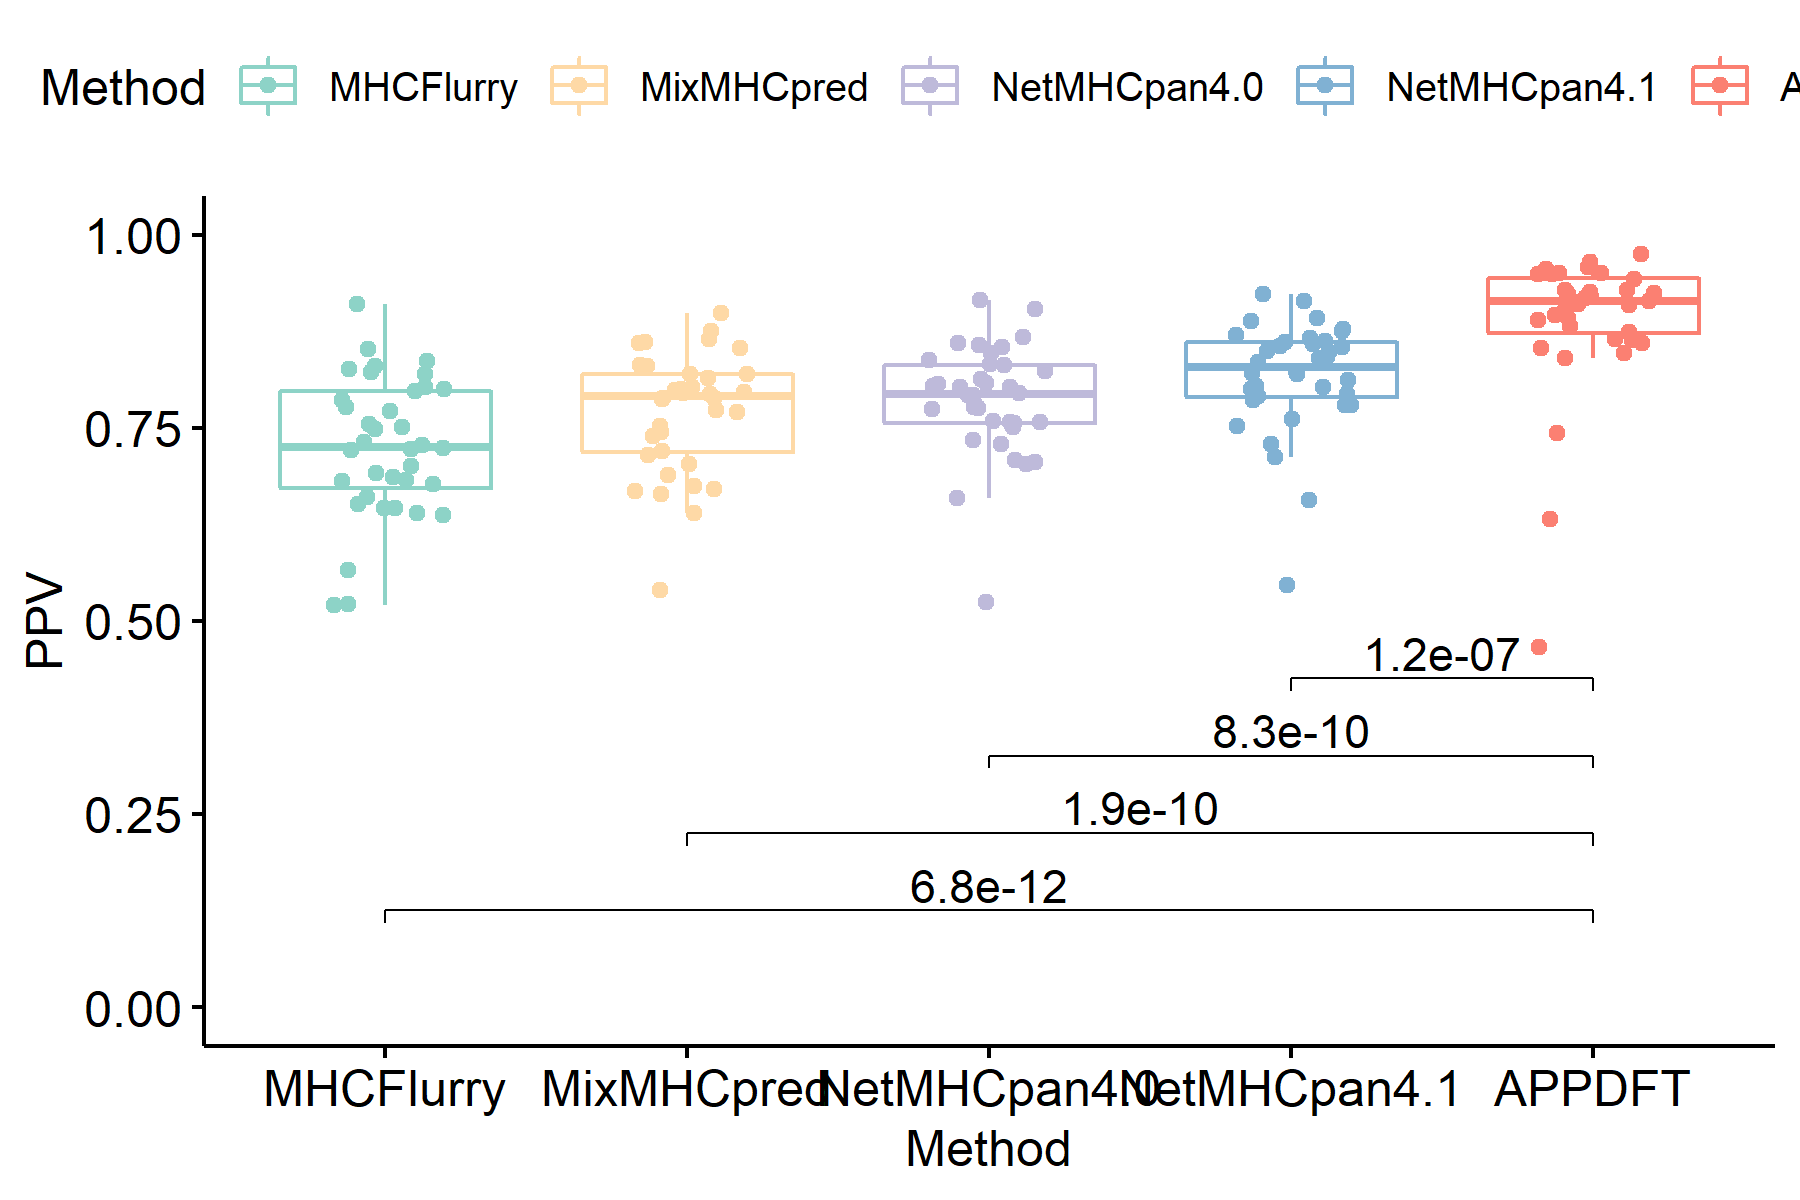 Method MHCFlurry MixMHCpred NetMHCpan4.0 NetMHCpan4.1 A
1.00
0.75
0.50
0.25
0.00
PPV
1.2e-07
8.3e-10
1.9e-10
6.8e-12
MHCFlurry MixMHCpred NetMHCpan4.0 NetMHCpan4.1 APPDFT
Method